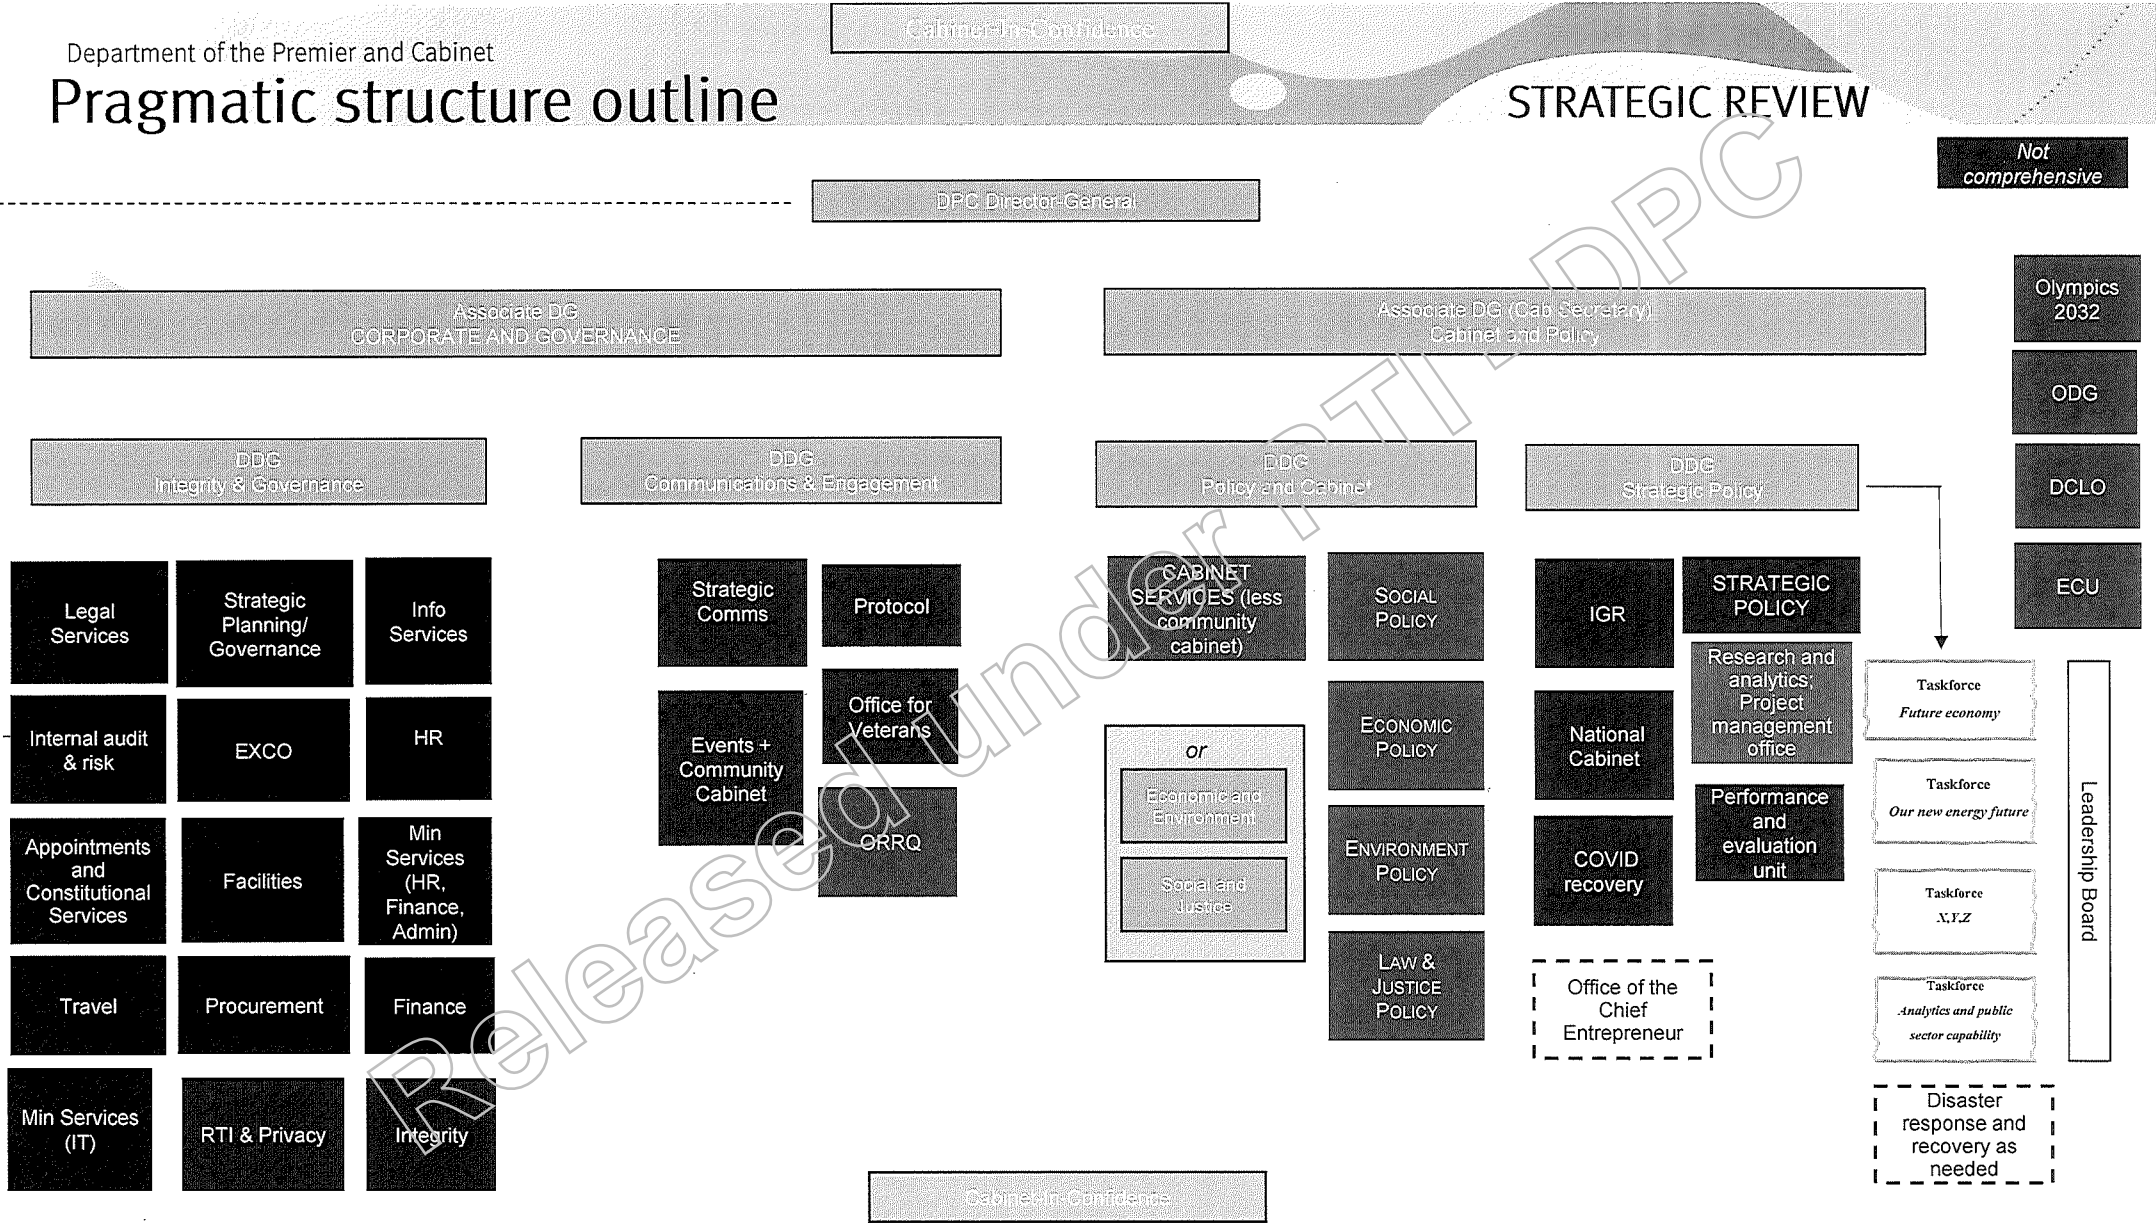 Cabinet-In-Confidence
Department of the Premier and Cabinet
Pragmatic structure outline
STRATEGIC REVIEW
Not
comprehensive
DPC Director-General
Associate DG
CORPORATE AND GOVERNANCE
Associate DG (Cab Secretary)
Cabinet and Policy
Olympics
2032
ODG
DCLO
ECU
DDG
Integrity & Governance
DDG
Communications & Engagement
DDG
Policy and Cabinet
DDG
Strategic Policy
Legal
Services
Strategic
Planning/
Governance
Info
Services
Internal audit
& risk
EXCO
HR
Appointments
and
Constitutional
Services
Facilities
Min
Services
(HR,
Finance,
Admin)
Travel
Procurement
Finance
Min Services
(IT)
RTI & Privacy
Integrity
Strategic
Comms
Protocol
Events +
Community
Cabinet
Office for
Veterans
ORRQ
CABINET
SERVICES (less
community
cabinet)
or
Economic and
Environment
Social and
Justice
SOCIAL
POLICY
ECONOMIC
POLICY
ENVIRONMENT
POLICY
LAW &
JUSTICE
POLICY
IGR
National
Cabinet
COVID
recovery
Office of the
Chief
Entrepreneur
STRATEGIC
POLICY
Research and
analytics;
Project
management
office
Performance
and
evaluation
unit
Taskforce
Future economy
Taskforce
Our new energy future
Taskforce
X,Y,Z
Taskforce
Analytics and public
sector capability
Disaster
response and
recovery as
needed
Leadership Board
Released under RTI - DPC
Cabinet-In-Confidence